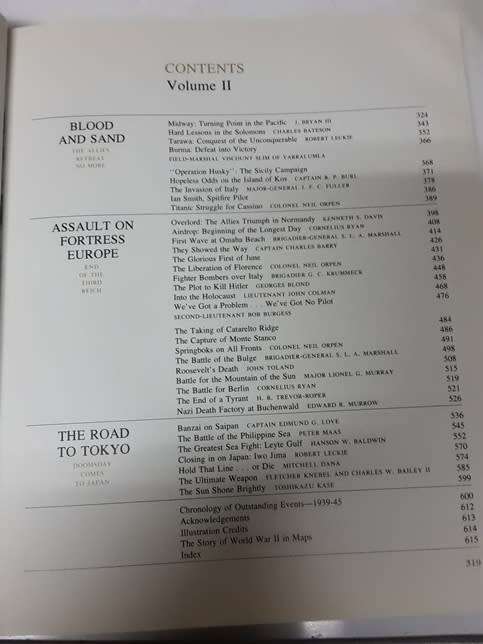 CONTENTS
Volume II
BLOOD
AND SAND
THE ALLIES
RETREAT
NO MORE
Midway: Turning Point in the Pacific J. BRYAN III 324
Hard Lessons in the Solomons CHARLES BATESON 343
Tarawa: Conquest of the Unconquerable ROBERT LECKIE 352
Burma: Defeat into Victory 366
FIELD-MARSHAL VISCOUNT SLIM OF YARRALUMLA
"Operation Husky": The Sicily Campaign 368
Hopeless Odds on the Island of Kos CAPTAIN R. P. BURL 371
The Invasion of Italy MAJOR-GENERAL J. F. C. FULLER 378
Ian Smith, Spitfire Pilot 386
Titanic Struggle for Cassino COLONEL NEIL ORPEN 389
ASSAULT ON
FORTRESS
EUROPE
END
OF THE
THIRD
REICH
Overlord: The Allies Triumph in Normandy KENNETH S. DAVIS 398
Airdrop: Beginning of the Longest Day CORNELIUS RYAN 408
First Wave at Omaha Beach BRIGADIER-GENERAL S. L. A. MARSHALL 414
They Showed the Way CAPTAIN CHARLES BARRY 426
The Glorious First of June 431
The Liberation of Florence COLONEL NEIL ORPEN 436
Fighter Bombers over Italy BRIGADIER G. C. KRUMMECK 448
The Plot to Kill Hitler GEORGES BLOND 458
Into the Holocaust LIEUTENANT JOHN COLMAN 468
We've Got a Problem . . . We've Got No Pilot 476
SECOND-LIEUTENANT BOB BURGESS
The Taking of Catarelto Ridge 484
The Capture of Monte Stanco 486
Springboks on All Fronts COLONEL NEIL ORPEN 491
The Battle of the Bulge BRIGADIER-GENERAL S. L. A. MARSHALL 498
Roosevelt's Death JOHN TOLAND 508
Battle for the Mountain of the Sun MAJOR LIONEL G. MURRAY 515
The Battle for Berlin CORNELIUS RYAN 519
The End of a Tyrant H. R. TREVOR-ROPER 521
Nazi Death Factory at Buchenwald EDWARD R. MURROW 526
THE ROAD
TO TOKYO
DOOMSDAY
COMES
TO JAPAN
Banzai on Saipan CAPTAIN EDMUND G. LOVE 536
The Battle of the Philippine Sea PETER MAAS 545
The Greatest Sea Fight: Leyte Gulf HANSON W. BALDWIN 552
Closing in on Japan: Iwo Jima ROBERT LECKIE 570
Hold That Line . . . or Die MITCHELL DANA 574
The Ultimate Weapon FLETCHER KNEBEL AND CHARLES W. BAILEY II 585
The Sun Shone Brightly TOSHIKAZU KASE 599
Chronology of Outstanding Events—1939-45 600
Acknowledgements 612
Illustration Credits 613
The Story of World War II in Maps 614
Index 615
319